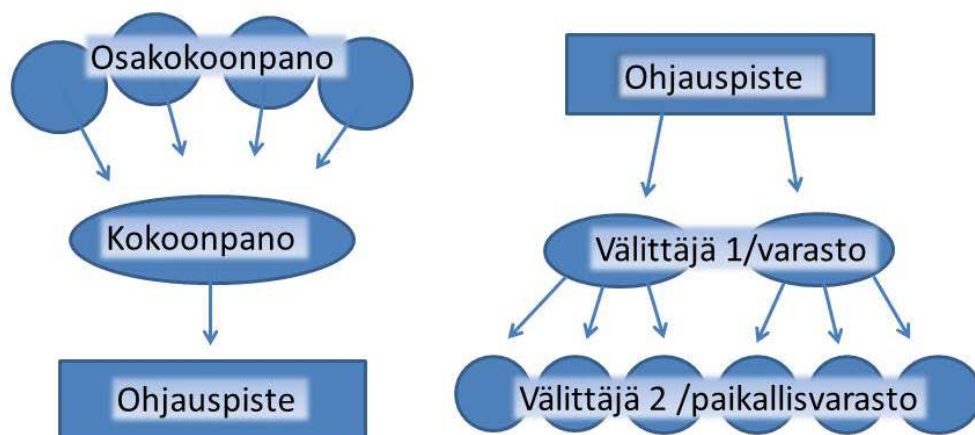 Osakokoonpano
Kokoonpano
Ohjauspiste
Ohjauspiste
Välittäjä 1/varasto
Välittäjä 2 /paikallisvarasto